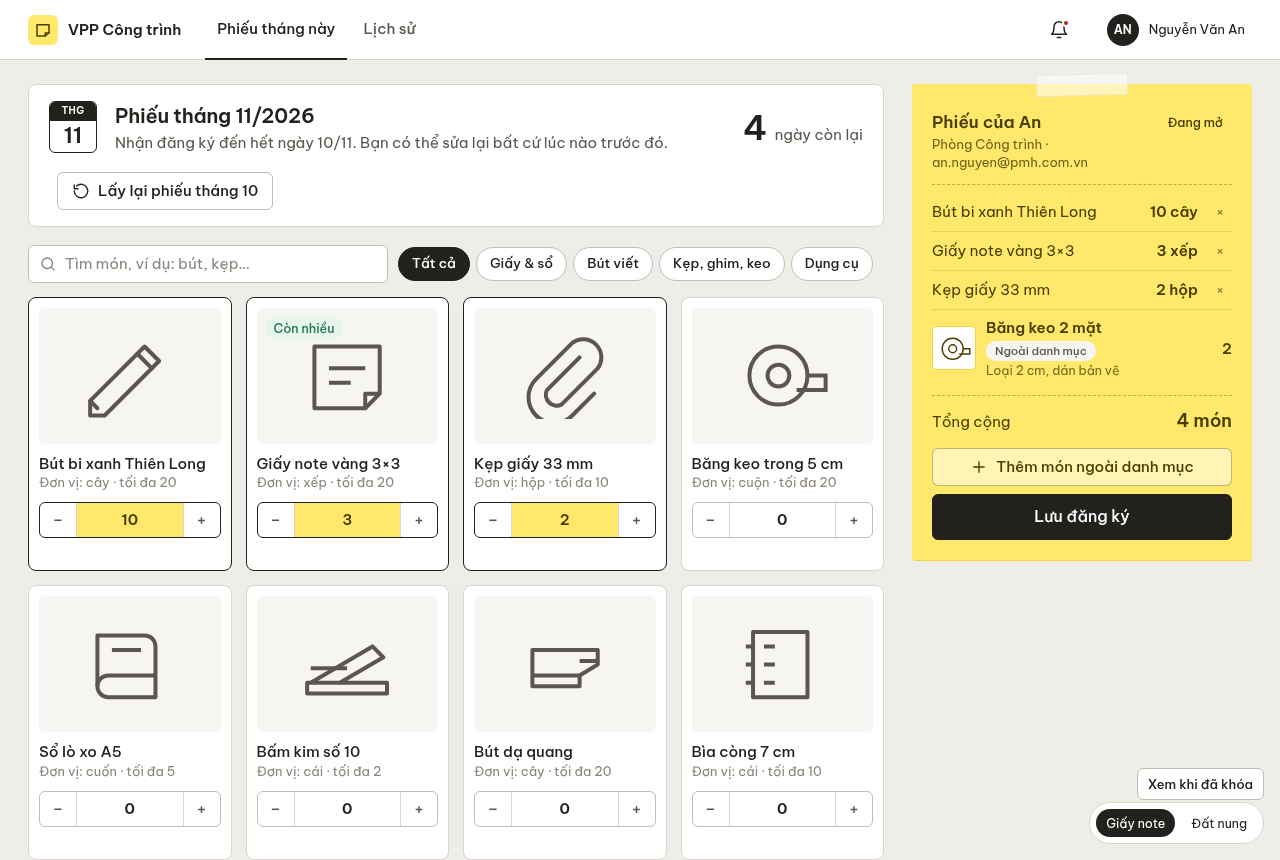 VPP Công trình
Phiếu tháng này
Lịch sử
AN
Nguyễn Văn An
THG
11
Phiếu tháng 11/2026
Nhận đăng ký đến hết ngày 10/11. Bạn có thể sửa lại bất cứ lúc nào trước đó.
4 ngày còn lại
Lấy lại phiếu tháng 10
Tìm món, ví dụ: bút, kẹp...
Tất cả
Giấy & sổ
Bút viết
Kẹp, ghim, keo
Dụng cụ
Bút bi xanh Thiên Long
Đơn vị: cây · tối đa 20
− 10 +
Còn nhiều
Giấy note vàng 3×3
Đơn vị: xếp · tối đa 20
− 3 +
Kẹp giấy 33 mm
Đơn vị: hộp · tối đa 10
− 2 +
Băng keo trong 5 cm
Đơn vị: cuộn · tối đa 20
− 0 +
Sổ lò xo A5
Đơn vị: cuốn · tối đa 5
− 0 +
Bấm kim số 10
Đơn vị: cái · tối đa 2
− 0 +
Bút dạ quang
Đơn vị: cây · tối đa 20
− 0 +
Bìa còng 7 cm
Đơn vị: cái · tối đa 10
− 0 +
Phiếu của An
Đang mở
Phòng Công trình ·
an.nguyen@pmh.com.vn
Bút bi xanh Thiên Long 10 cây ×
Giấy note vàng 3×3 3 xếp ×
Kẹp giấy 33 mm 2 hộp ×
Băng keo 2 mặt
Ngoài danh mục
Loại 2 cm, dán bản vẽ
2
Tổng cộng 4 món
Thêm món ngoài danh mục
Lưu đăng ký
Xem khi đã khóa
Giấy note
Đất nung